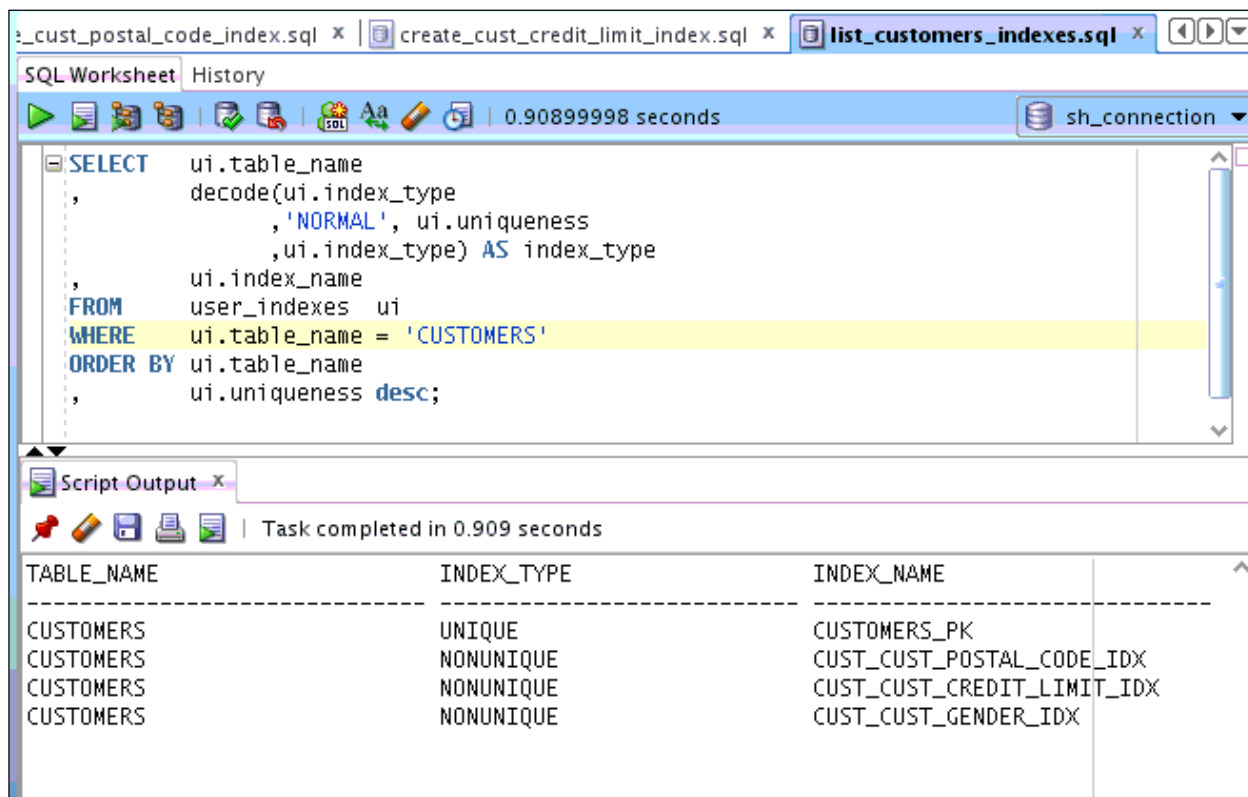 e_cust_postal_code_index.sql x create_cust_credit_limit_index.sql x list_customers_indexes.sql x
SQL Worksheet History
0.90899998 seconds sh_connection
SELECT ui.table_name
, decode(ui.index_type
,'NORMAL', ui.uniqueness
,ui.index_type) AS index_type
, ui.index_name
FROM user_indexes ui
WHERE ui.table_name = 'CUSTOMERS'
ORDER BY ui.table_name
, ui.uniqueness desc;
Script Output x
Task completed in 0.909 seconds
TABLE_NAME INDEX_TYPE INDEX_NAME
------------------------------ --------------------------- ------------------------------
CUSTOMERS UNIQUE CUSTOMERS_PK
CUSTOMERS NONUNIQUE CUST_CUST_POSTAL_CODE_IDX
CUSTOMERS NONUNIQUE CUST_CUST_CREDIT_LIMIT_IDX
CUSTOMERS NONUNIQUE CUST_CUST_GENDER_IDX